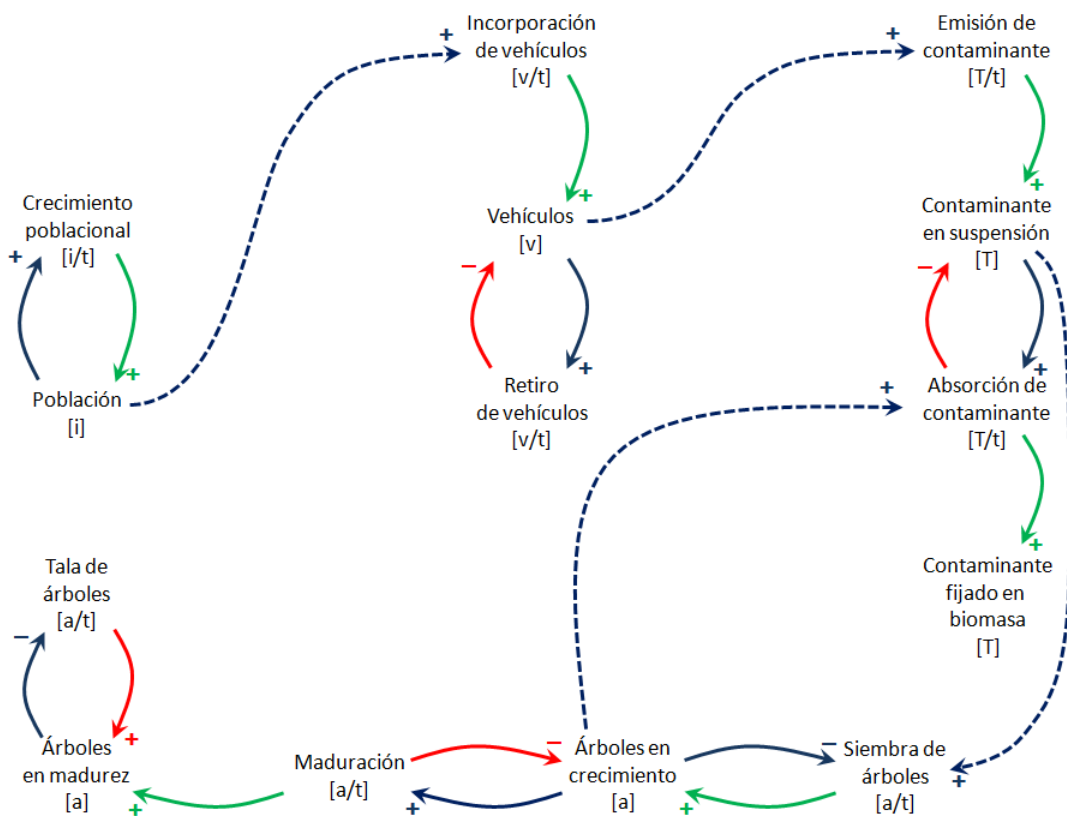 Incorporación
de vehículos
[v/t]
+
Emisión de
contaminante
[T/t]
+
Crecimiento
poblacional
[i/t]
+
Vehículos
[v]
+
–
Contaminante
en suspensión
[T]
+
–
Población
[i]
+
Retiro
de vehículos
[v/t]
+
Absorción de
contaminante
[T/t]
+
+
Tala de
árboles
[a/t]
–
Contaminante
fijado en
biomasa
[T]
+
Árboles
en madurez
[a]
+
+
Maduración
[a/t]
+
Árboles en
crecimiento
[a]
–
+
Siembra de
árboles
[a/t]
–
+